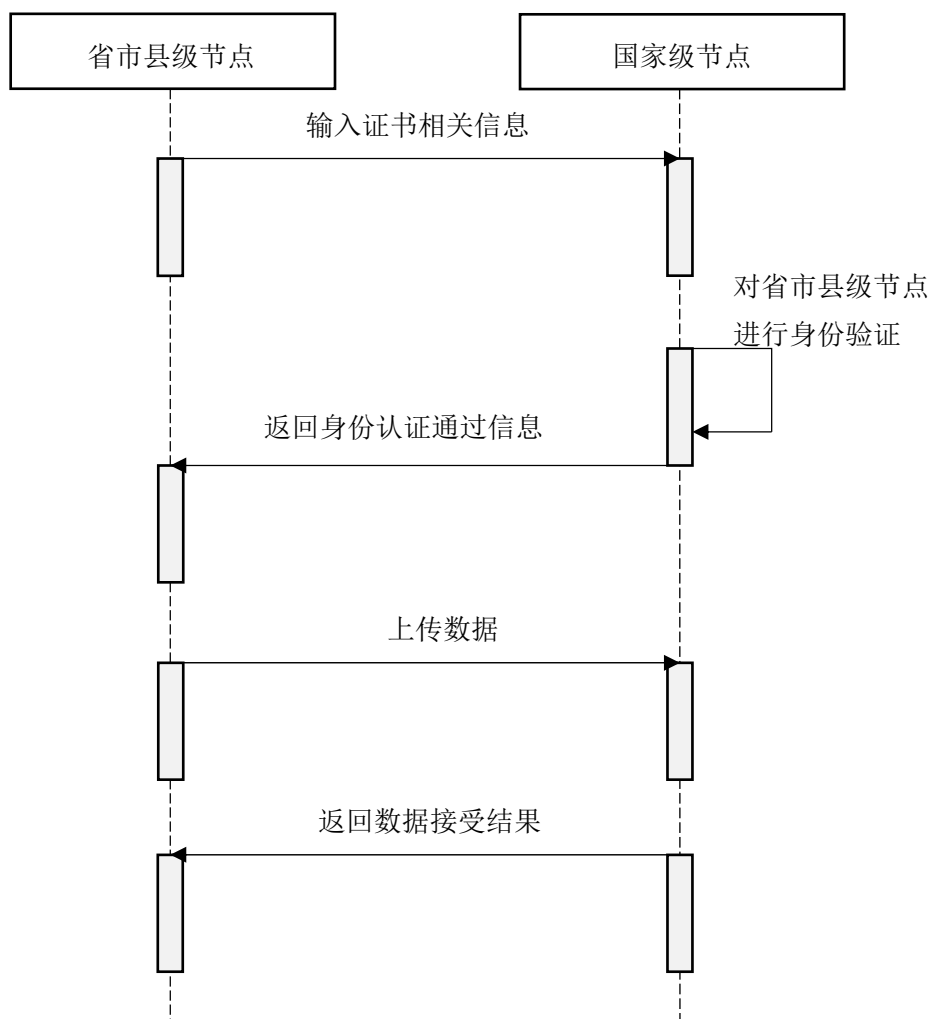 省市县级节点
国家级节点
输入证书相关信息
对省市县级节点
进行身份验证
返回身份认证通过信息
上传数据
返回数据接受结果